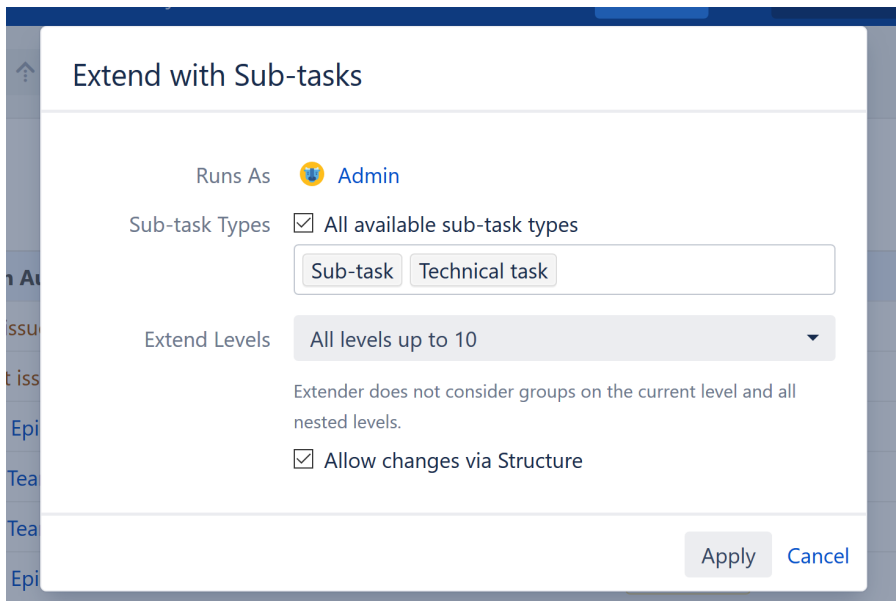 Extend with Sub-tasks
Runs As Admin
Sub-task Types All available sub-task types
Sub-task Technical task
Extend Levels All levels up to 10
Extender does not consider groups on the current level and all
nested levels.
Allow changes via Structure
Apply Cancel